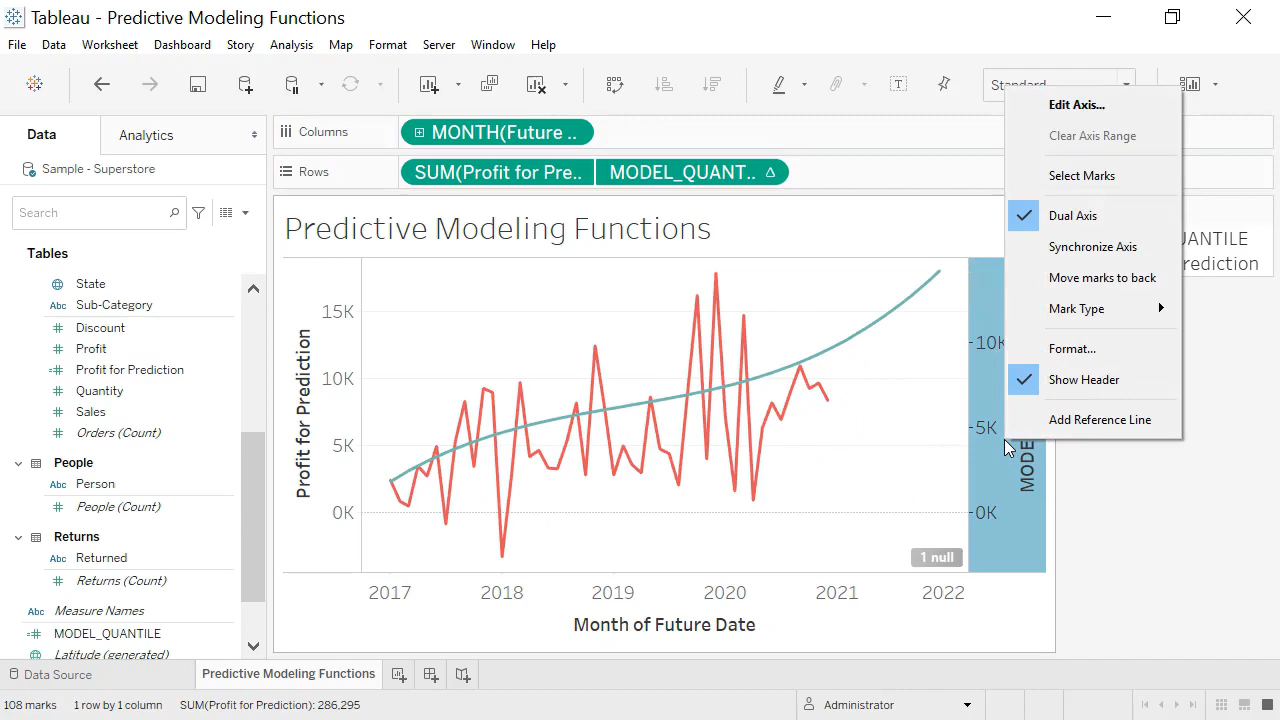 Tableau - Predictive Modeling Functions
File Data Worksheet Dashboard Story Analysis Map Format Server Window Help
Standard
Data Analytics
Sample - Superstore
Search
Tables
State
Abc Sub-Category
Discount
Profit
Profit for Prediction
Quantity
Sales
Orders (Count)
People
Abc Person
People (Count)
Returns
Abc Returned
Returns (Count)
Abc Measure Names
MODEL_QUANTILE
Latitude (generated)
Columns MONTH(Future ..
Rows SUM(Profit for Pre.. MODEL_QUANT..
Predictive Modeling Functions
Profit for Prediction
15K
10K
5K
0K
10K
5K
0K
MODE
1 null
2017 2018 2019 2020 2021 2022
Month of Future Date
UANTILE
rediction
Edit Axis...
Clear Axis Range
Select Marks
Dual Axis
Synchronize Axis
Move marks to back
Mark Type
Format...
Show Header
Add Reference Line
Data Source Predictive Modeling Functions
108 marks 1 row by 1 column SUM(Profit for Prediction): 286,295 Administrator